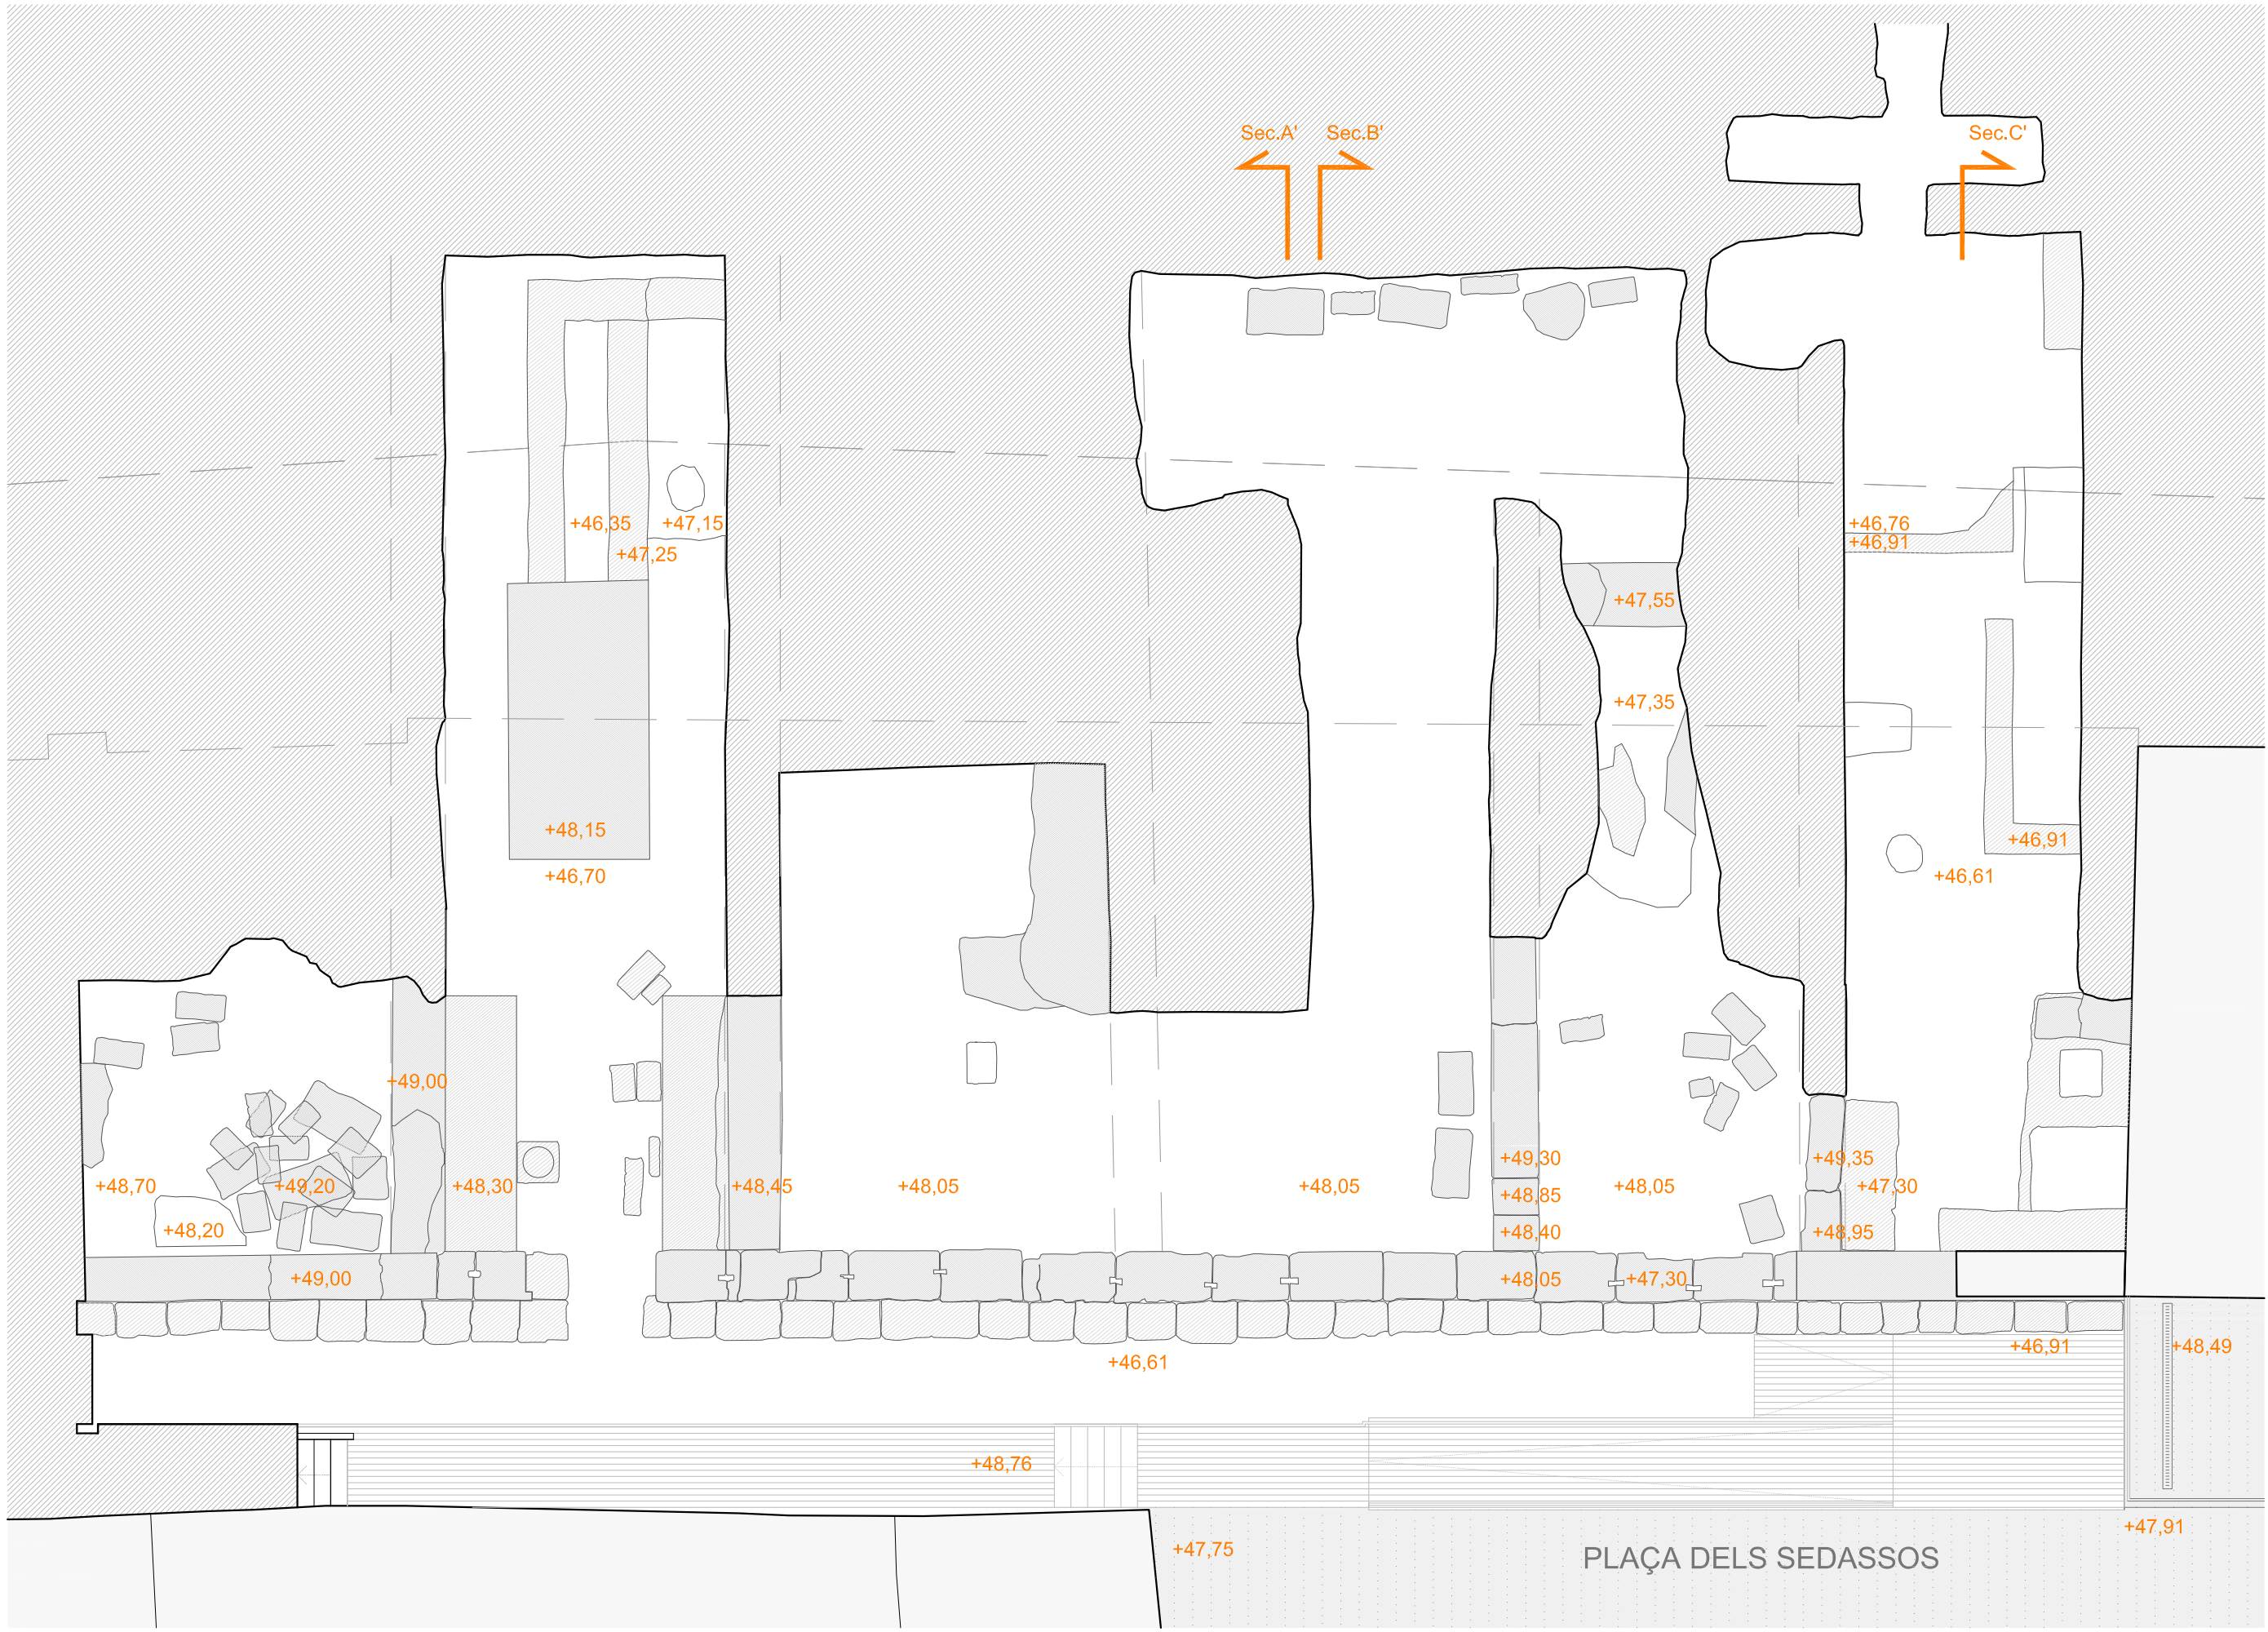 Sec.A' Sec.B' Sec.C'
+46,35 +47,15 +46,76
+46,91
+47,25
+47,55
+47,35
+48,15 +46,91
+46,70 +46,61
+49,00
+49,30 +49,35
+48,70 +49,20 +48,30 +48,45 +48,05 +48,05 +48,05 +47,30
+48,85
+48,20 +48,40 +48,95
+49,00 +48,05 +47,30
+46,91 +48,49
+46,61
+48,76
+47,91
+47,75
PLAÇA DELS SEDASSOS